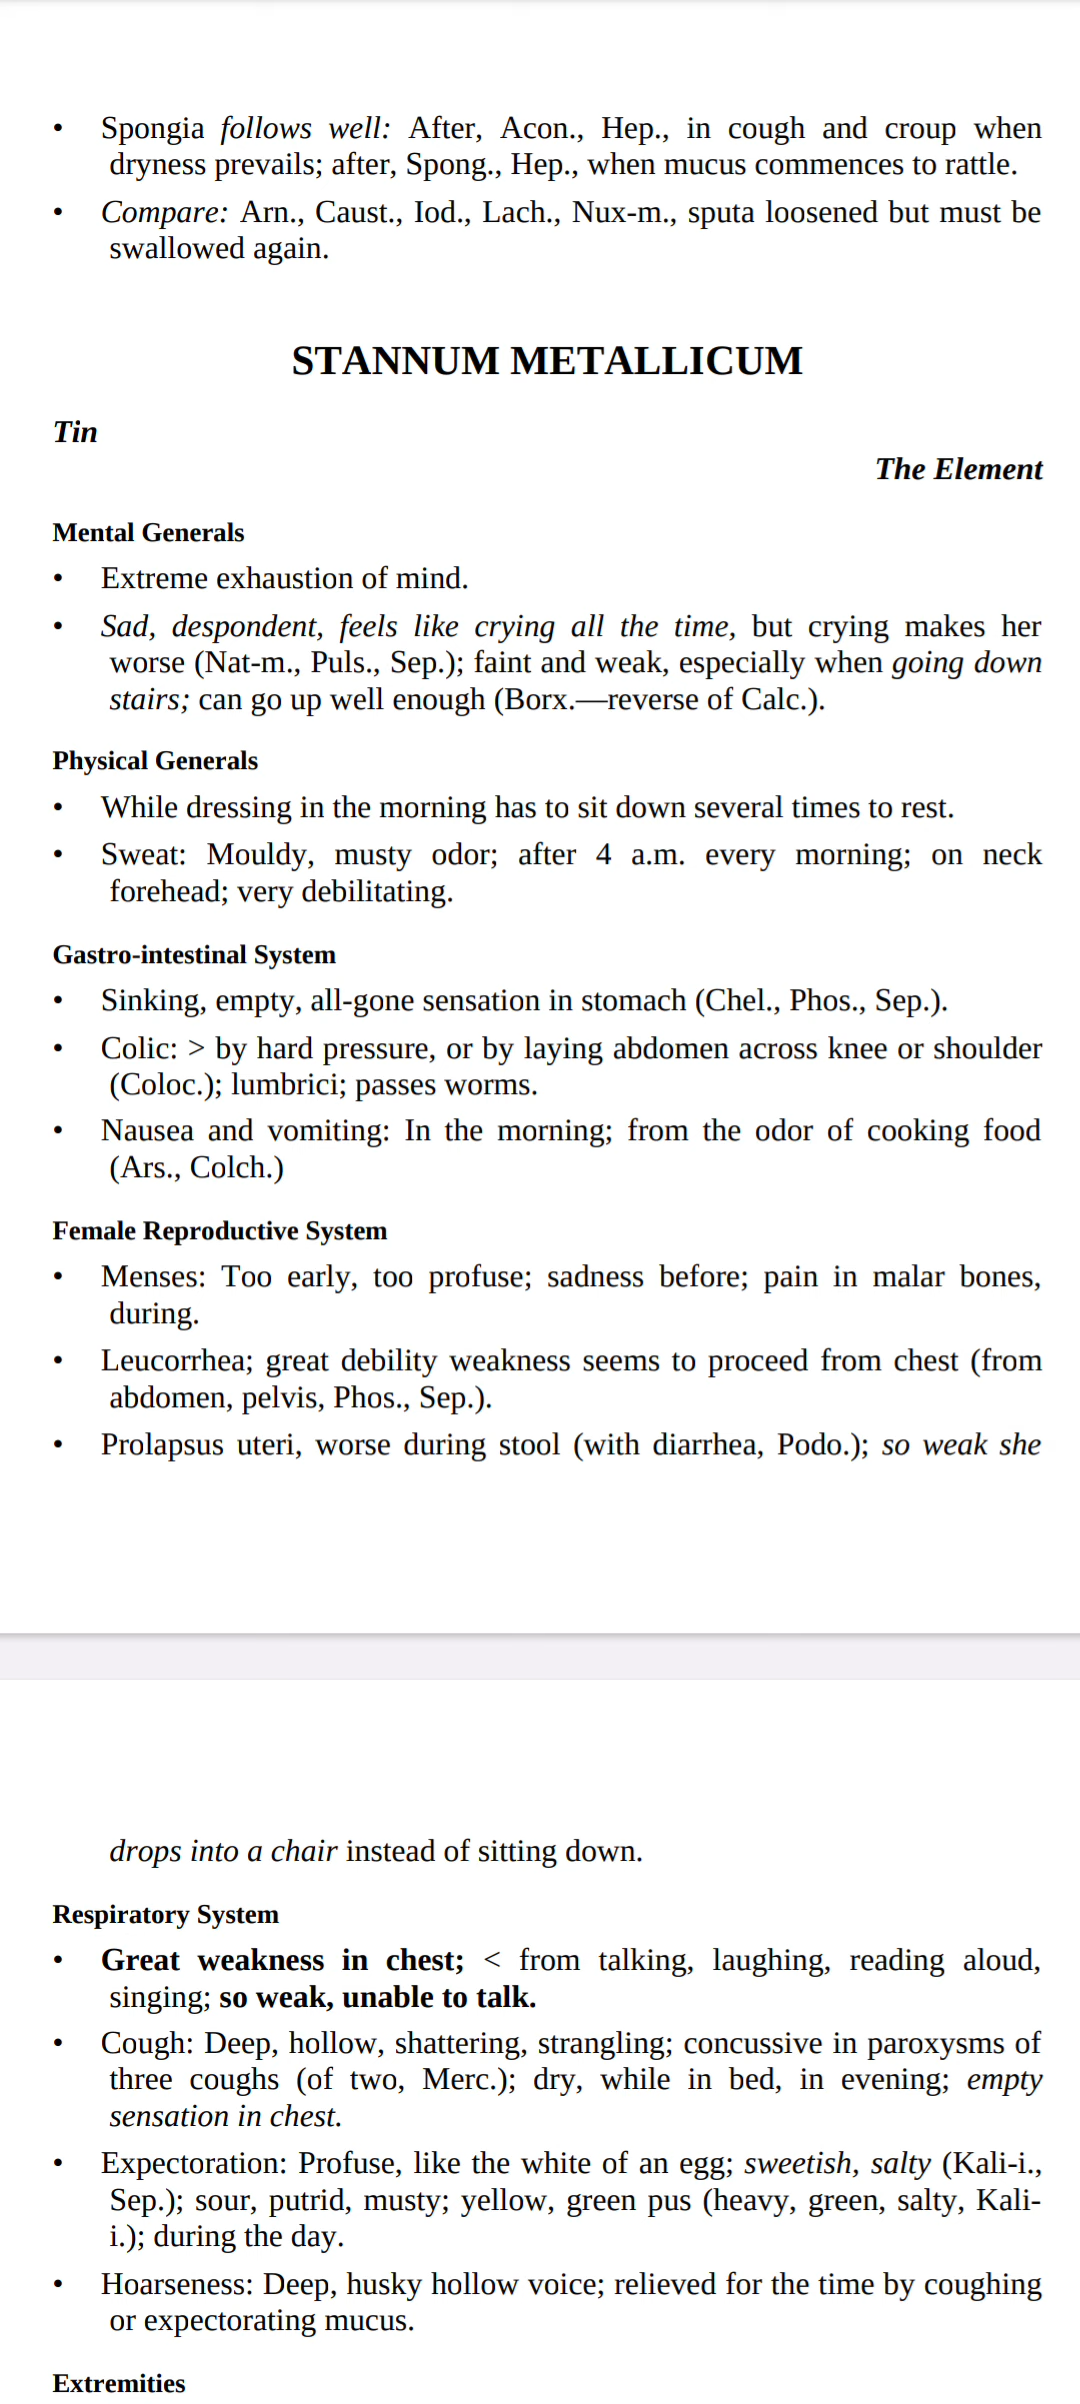 • Spongia follows well: After, Acon., Hep., in cough and croup when
dryness prevails; after, Spong., Hep., when mucus commences to rattle.
• Compare: Arn., Caust., Iod., Lach., Nux-m., sputa loosened but must be
swallowed again.
STANNUM METALLICUM
Tin
The Element
Mental Generals
• Extreme exhaustion of mind.
• Sad, despondent, feels like crying all the time, but crying makes her
worse (Nat-m., Puls., Sep.); faint and weak, especially when going down
stairs; can go up well enough (Borx.—reverse of Calc.).
Physical Generals
• While dressing in the morning has to sit down several times to rest.
• Sweat: Mouldy, musty odor; after 4 a.m. every morning; on neck
forehead; very debilitating.
Gastro-intestinal System
• Sinking, empty, all-gone sensation in stomach (Chel., Phos., Sep.).
• Colic: > by hard pressure, or by laying abdomen across knee or shoulder
(Coloc.); lumbrici; passes worms.
• Nausea and vomiting: In the morning; from the odor of cooking food
(Ars., Colch.)
Female Reproductive System
• Menses: Too early, too profuse; sadness before; pain in malar bones,
during.
• Leucorrhea; great debility weakness seems to proceed from chest (from
abdomen, pelvis, Phos., Sep.).
• Prolapsus uteri, worse during stool (with diarrhea, Podo.); so weak she
drops into a chair instead of sitting down.
Respiratory System
• Great weakness in chest; < from talking, laughing, reading aloud,
singing; so weak, unable to talk.
• Cough: Deep, hollow, shattering, strangling; concussive in paroxysms of
three coughs (of two, Merc.); dry, while in bed, in evening; empty
sensation in chest.
• Expectoration: Profuse, like the white of an egg; sweetish, salty (Kali-i.,
Sep.); sour, putrid, musty; yellow, green pus (heavy, green, salty, Kali-
i.); during the day.
• Hoarseness: Deep, husky hollow voice; relieved for the time by coughing
or expectorating mucus.
Extremities